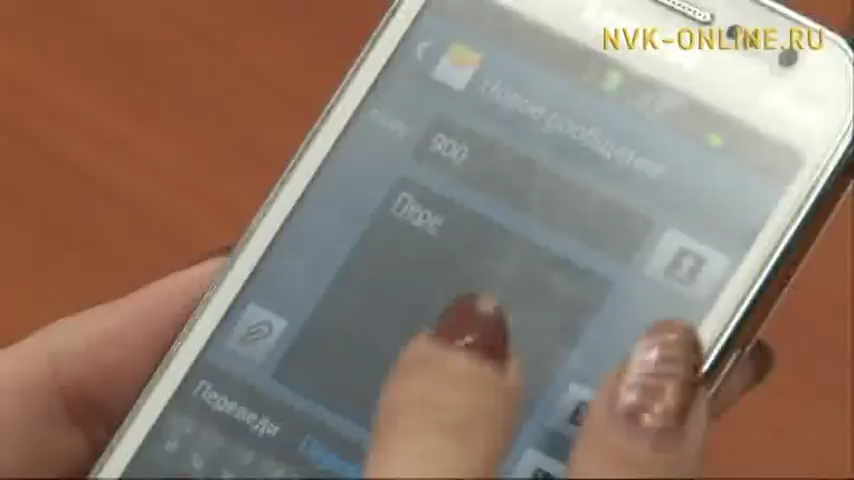 NVK-ONLINE.RU
Новое сообщение
900
Пере
Переведи